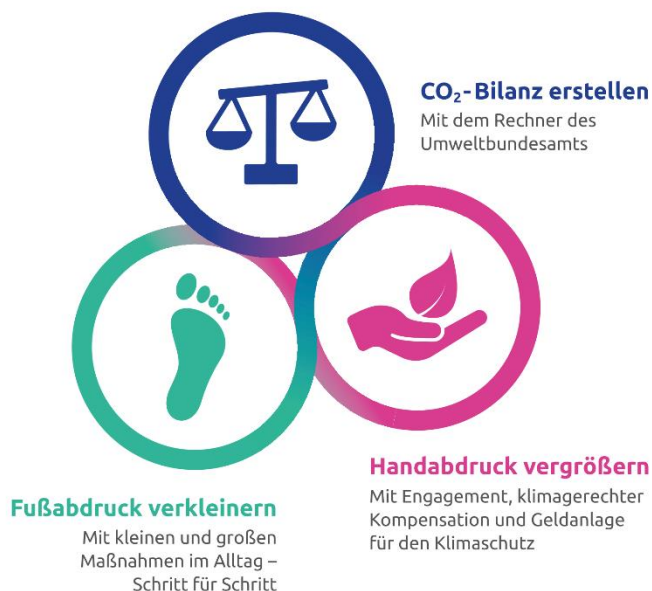 CO₂-Bilanz erstellen
Mit dem Rechner des
Umweltbundesamts
Handabdruck vergrößern
Mit Engagement, klimagerechter
Kompensation und Geldanlage
für den Klimaschutz
Fußabdruck verkleinern
Mit kleinen und großen
Maßnahmen im Alltag –
Schritt für Schritt